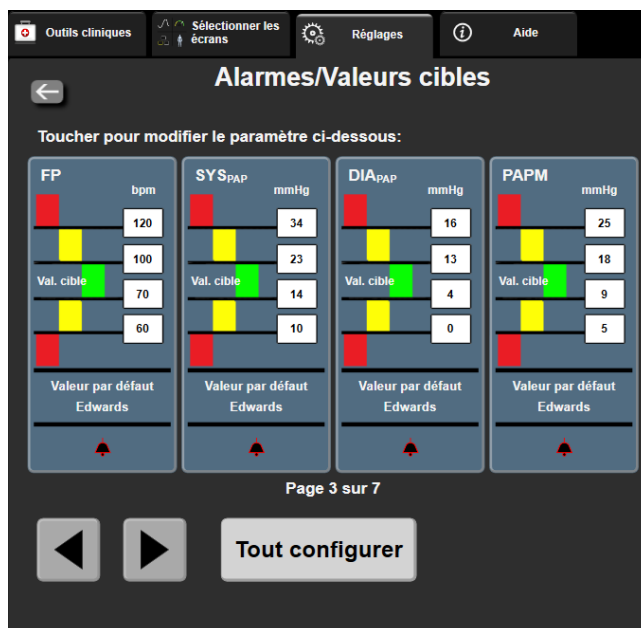 Outils cliniques
Sélectionner les
écrans
Réglages
Aide
Alarmes/Valeurs cibles
Toucher pour modifier le paramètre ci-dessous:
FP
bpm
120
100
Val. cible
70
60
Valeur par défaut
Edwards
SYSPAP
mmHg
34
23
Val. cible
14
10
Valeur par défaut
Edwards
DIAPAP
mmHg
16
13
Val. cible
4
0
Valeur par défaut
Edwards
PAPM
mmHg
25
18
Val. cible
9
5
Valeur par défaut
Edwards
Page 3 sur 7
Tout configurer